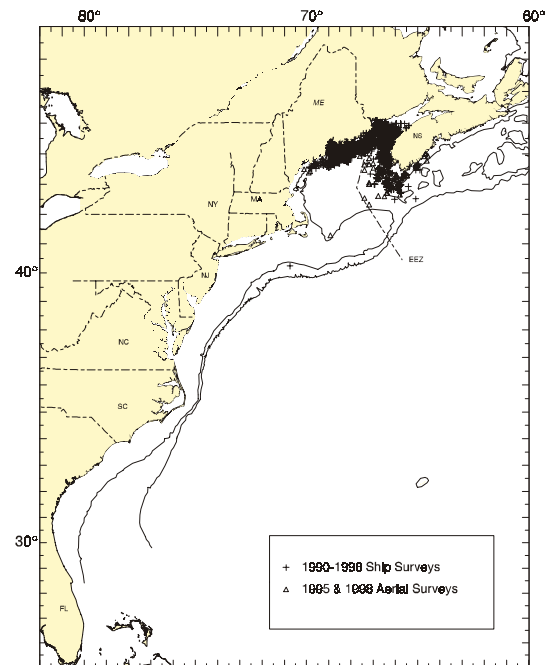 80° 70° 60°
ME
NS
NY
MA
EEZ
NJ
40°
NC
SC
30°
+ 1990-1998 Ship Surveys
△ 1995 & 1998 Aerial Surveys
FL